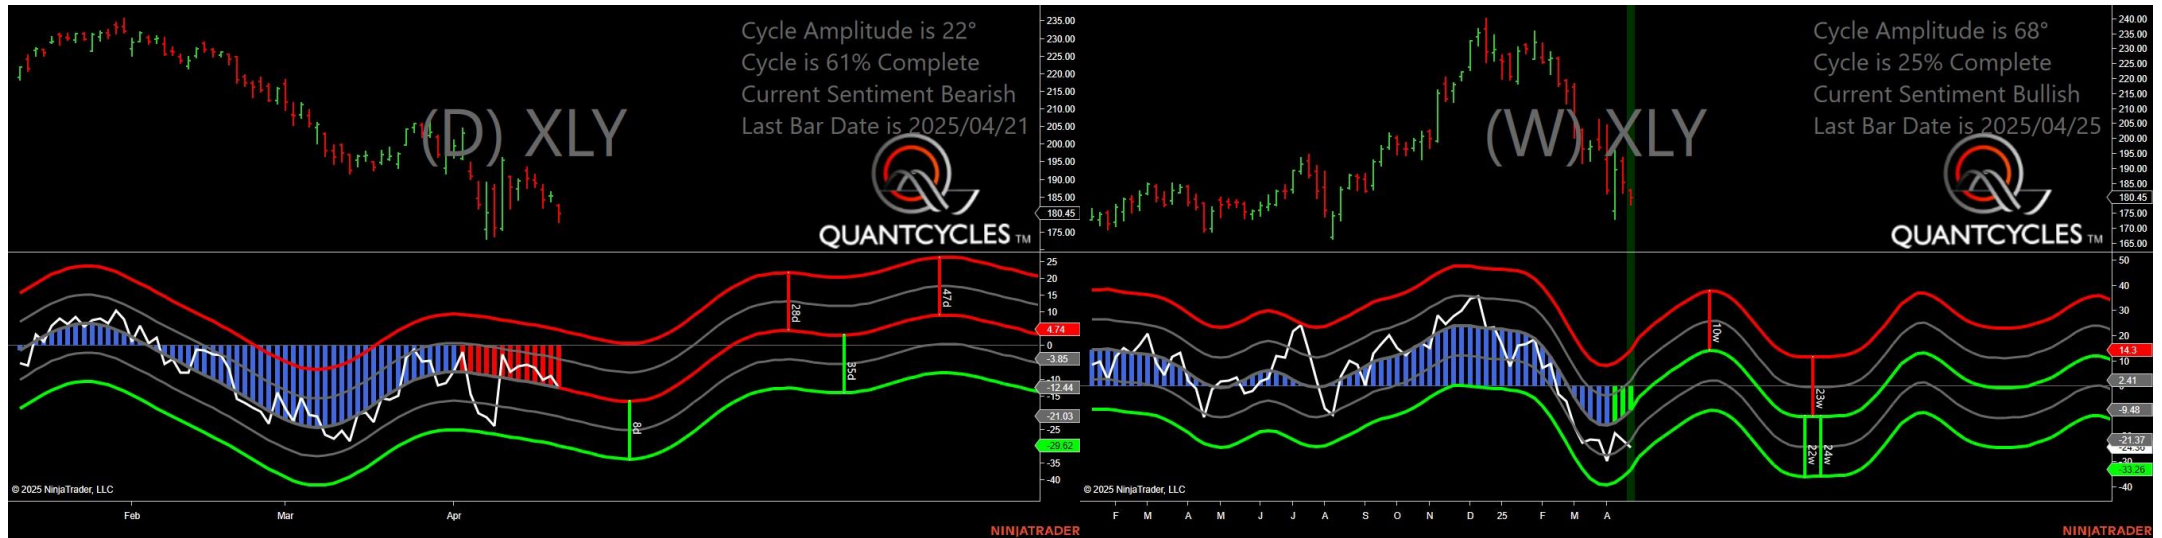 Cycle Amplitude is 22°
Cycle is 61% Complete
Current Sentiment Bearish
Last Bar Date is 2025/04/21
(D) XLY
QUANTCYCLES TM
235.00
230.00
225.00
220.00
215.00
210.00
205.00
200.00
195.00
190.00
185.00
180.45
175.00
25
20
15
10
4.74
0
-3.85
-10
-12.44
-15
-21.03
-25
-29.62
-35
-40
28d
47d
35d
8d
© 2025 NinjaTrader, LLC
Feb
Mar
Apr
NINJATRADER
Cycle Amplitude is 68°
Cycle is 25% Complete
Current Sentiment Bullish
Last Bar Date is 2025/04/25
(W) XLY
QUANTCYCLES TM
240.00
235.00
230.00
225.00
220.00
215.00
210.00
205.00
200.00
195.00
190.00
185.00
180.45
175.00
170.00
165.00
50
40
30
20
14.3
10
2.41
-9.48
-21.37
-24.30
-30
-33.26
-40
10w
23w
22w
24w
© 2025 NinjaTrader, LLC
F
M
A
M
J
J
A
S
O
N
D
25
F
M
A
NINJATRADER